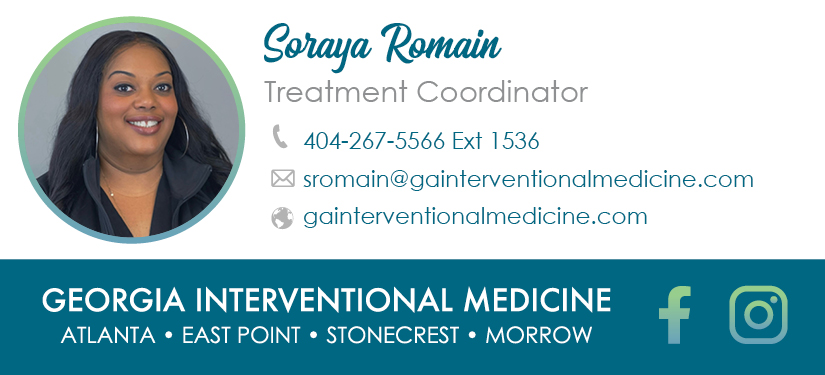 Soraya Romain
Treatment Coordinator
404-267-5566 Ext 1536
sromain@gainterventionalmedicine.com
gainterventionalmedicine.com
GEORGIA INTERVENTIONAL MEDICINE
ATLANTA • EAST POINT • STONECREST • MORROW